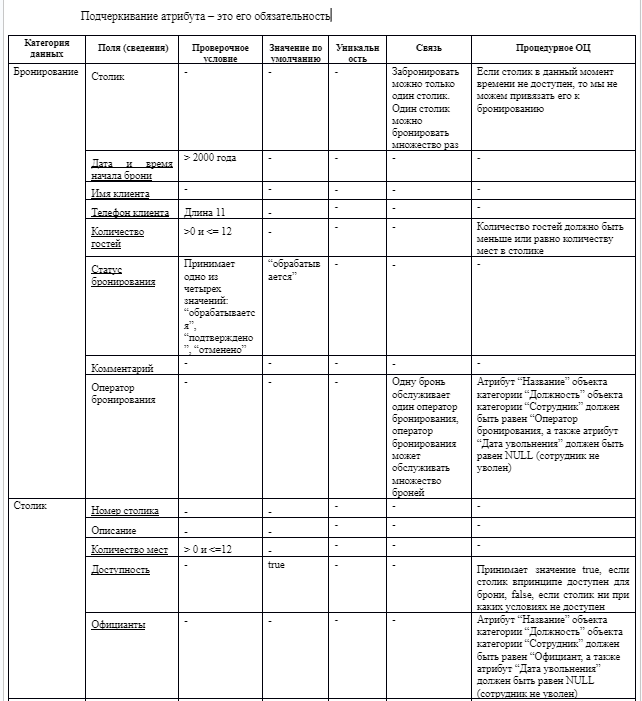 Подчеркивание атрибута – это его обязательность
Категория данных
Поля (сведения)
Проверочное условие
Значение по умолчанию
Уникальн
ость
Связь
Процедурное ОЦ
Бронирование
Столик
-
-
-
Забронировать
можно только
один столик.
Один столик
можно
бронировать
множество раз
Если столик в данный момент
времени не доступен, то мы не
можем привязать его к
бронированию
Дата и время
начала брони
> 2000 года
-
-
-
-
Имя клиента
-
-
-
-
-
Телефон клиента
Длина 11
-
-
-
-
Количество
гостей
>0 и <= 12
-
-
-
Количество гостей должно быть
меньше или равно количеству
мест в столике
Статус
бронирования
Принимает
одно из
четырех
значений:
“обрабатываетс
я”,
“подтверждено
”, “отменено”
“обрабатыв
ается”
-
-
-
Комментарий
-
-
-
-
-
Оператор
бронирования
-
-
-
Одну бронь
обслуживает
один оператор
бронирования,
оператор
бронирования
может
обслуживать
множество
броней
Атрибут “Название” объекта
категории “Должность” объекта
категории “Сотрудник” должен
быть равен “Оператор
бронирования, а также атрибут
“Дата увольнения” должен быть
равен NULL (сотрудник не
уволен)
Столик
Номер столика
-
-
-
-
-
Описание
-
-
-
-
-
Количество мест
> 0 и <=12
-
-
-
-
Доступность
-
true
-
-
Принимает значение true, если
столик впринципе доступен для
брони, false, если столик ни при
каких условиях не доступен
Официанты
-
-
-
-
Атрибут “Название” объекта
категории “Должность” объекта
категории “Сотрудник” должен
быть равен “Официант, а также
атрибут “Дата увольнения”
должен быть равен NULL
(сотрудник не уволен)